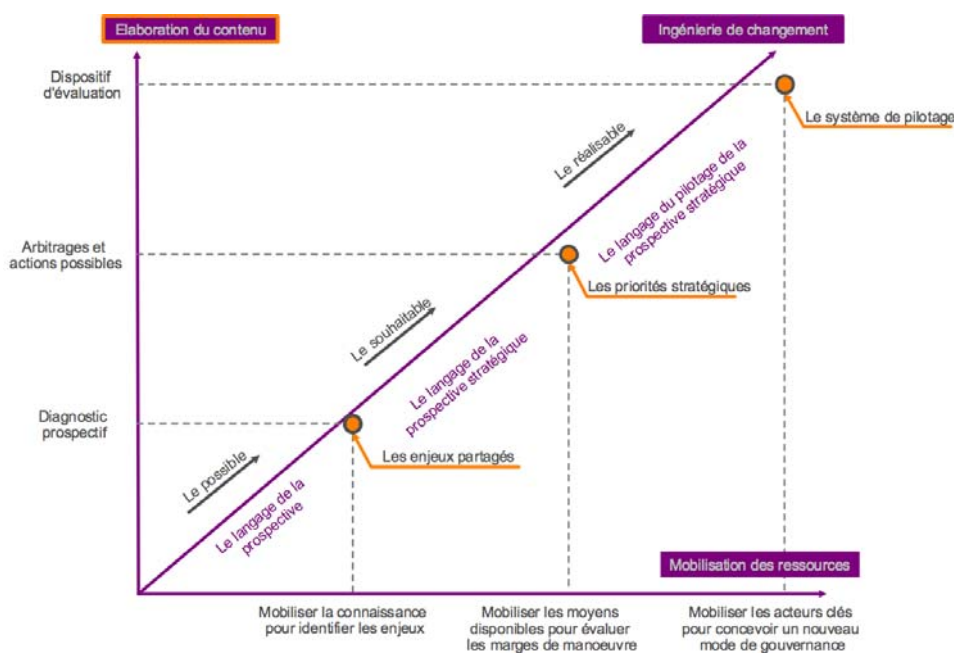 Elaboration du contenu
Ingénierie de changement
Dispositif
d'évaluation
Le système de pilotage
Le réalisable
Le langage du pilotage de la
prospective stratégique
Arbitrages et
actions possibles
Les priorités stratégiques
Le souhaitable
Le langage de la
prospective stratégique
Diagnostic
prospectif
Les enjeux partagés
Le possible
Le langage de la
prospective
Mobilisation des ressources
Mobiliser la connaissance
pour identifier les enjeux
Mobiliser les moyens
disponibles pour évaluer
les marges de manoeuvre
Mobiliser les acteurs clés
pour concevoir un nouveau
mode de gouvernance